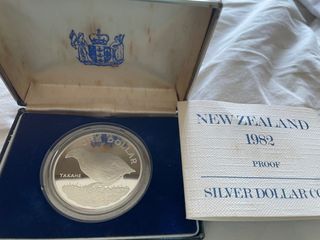 ONE DOLLAR
TAKAHE
NEW ZEALAND
1982
PROOF
SILVER DOLLAR CO